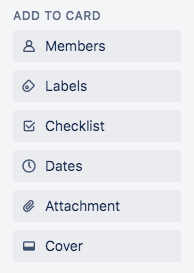 ADD TO CARD
Members
Labels
Checklist
Dates
Attachment
Cover